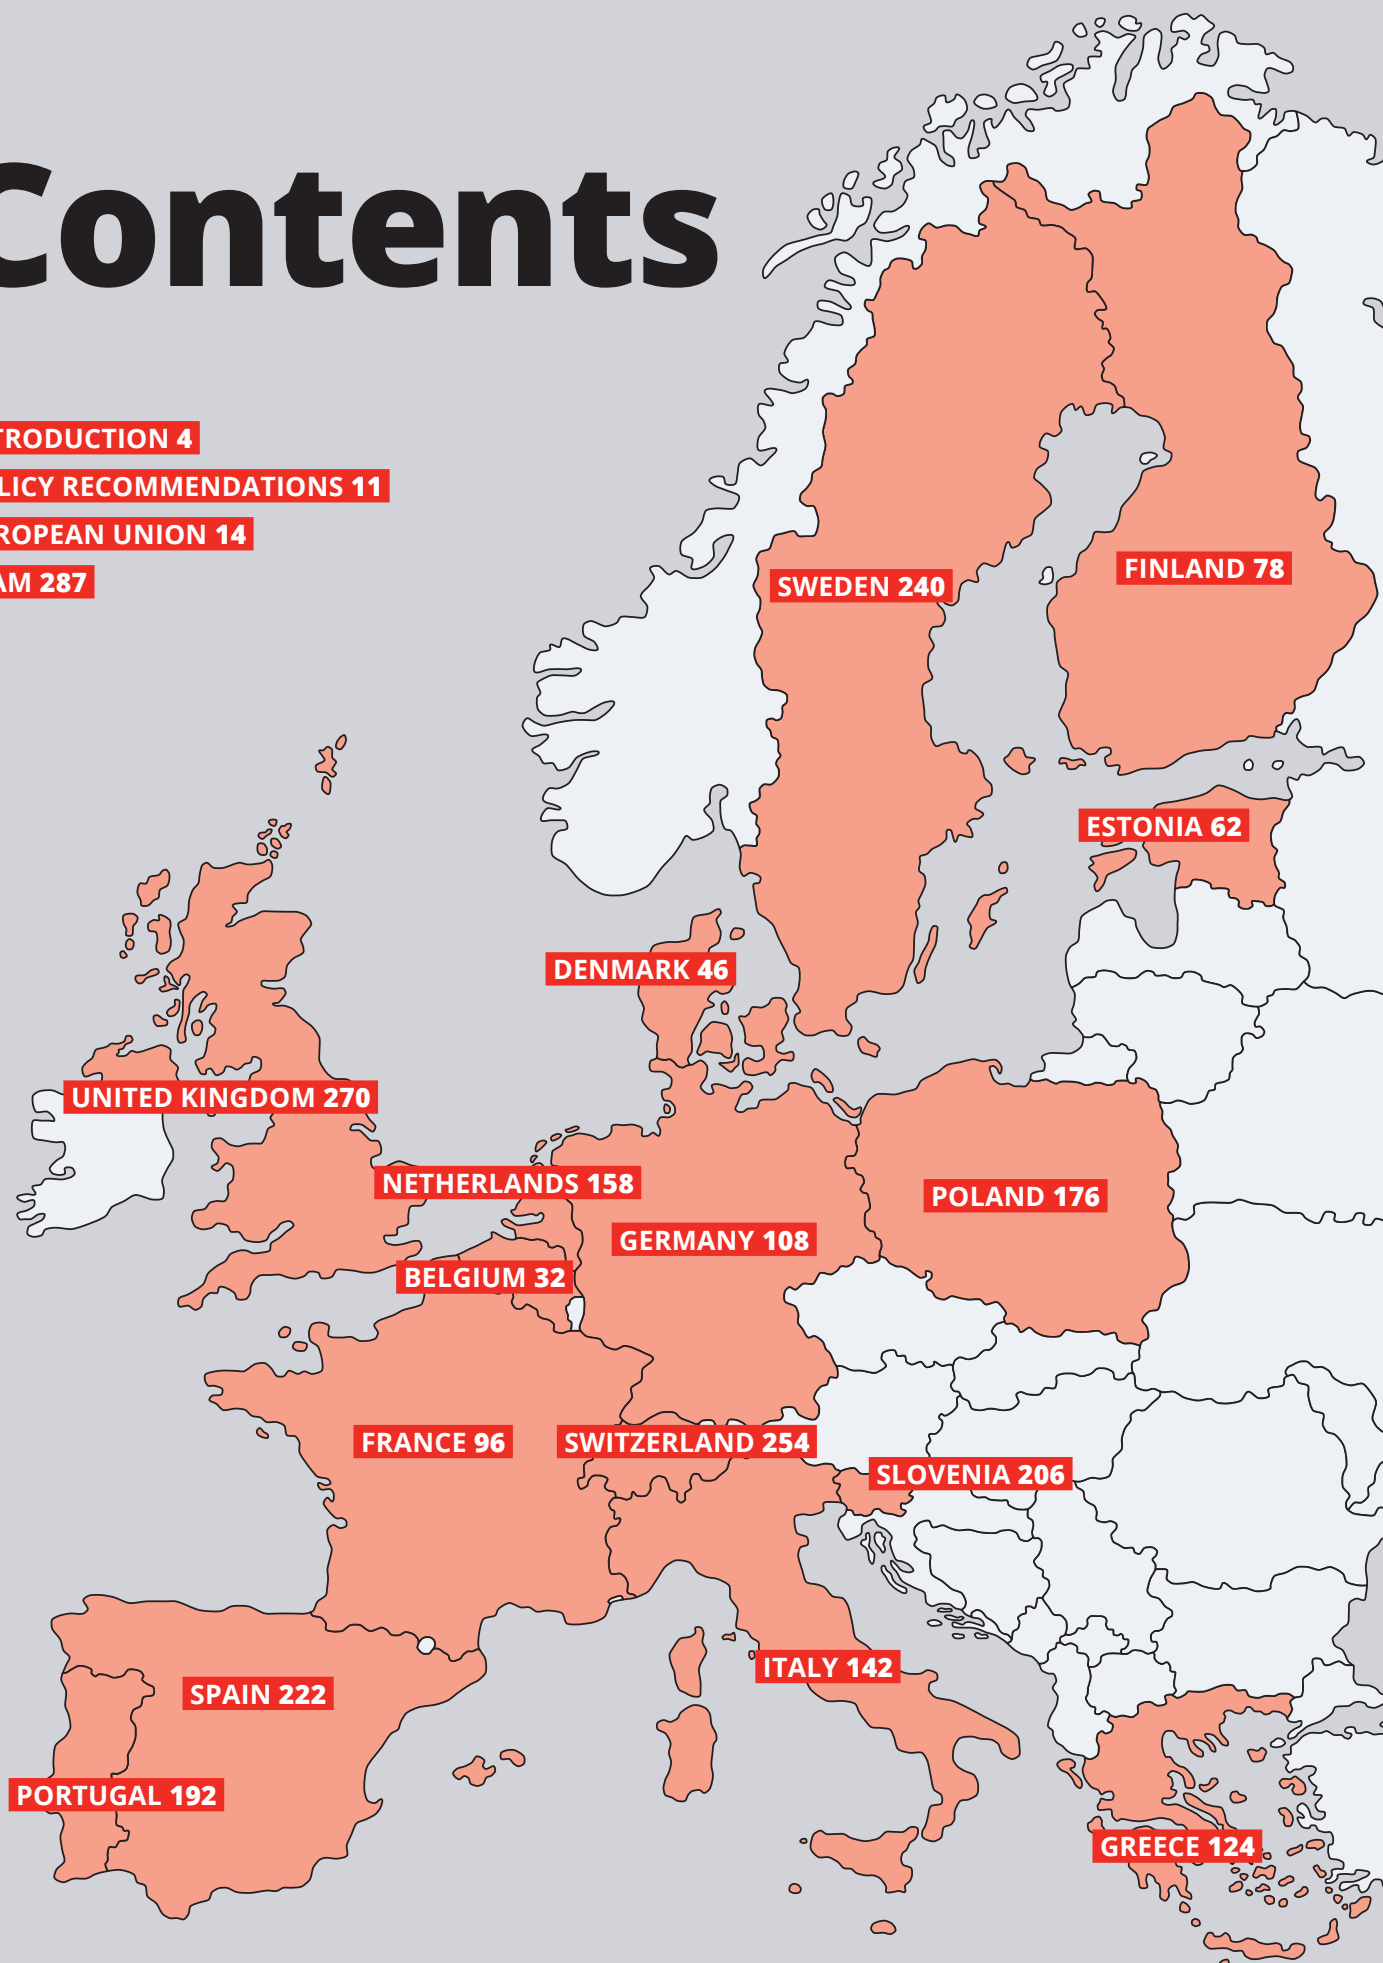 Contents
TRODUCTION 4
LICY RECOMMENDATIONS 11
ROPEAN UNION 14
AM 287
SWEDEN 240
FINLAND 78
ESTONIA 62
DENMARK 46
UNITED KINGDOM 270
NETHERLANDS 158
POLAND 176
GERMANY 108
BELGIUM 32
FRANCE 96
SWITZERLAND 254
SLOVENIA 206
ITALY 142
SPAIN 222
PORTUGAL 192
GREECE 124